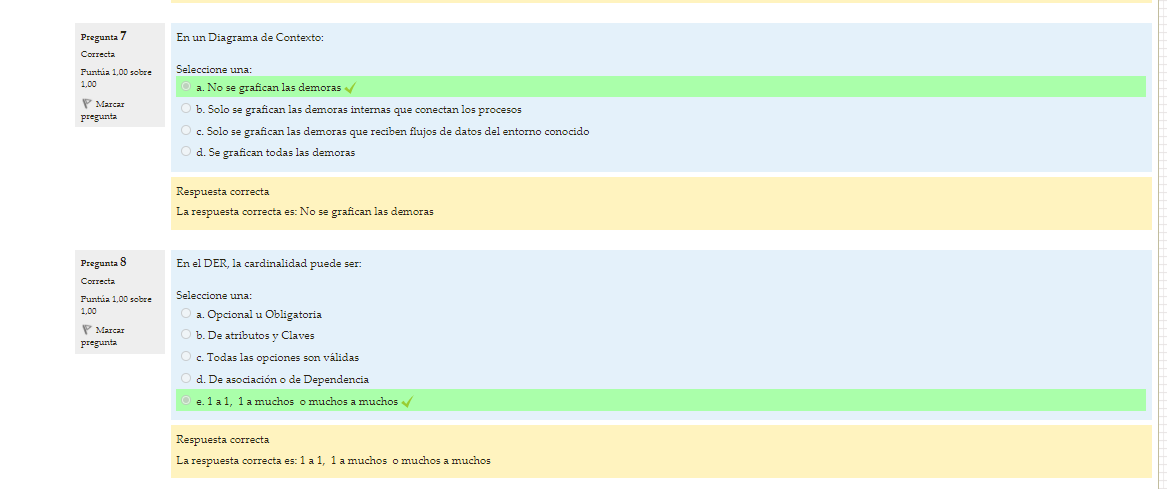 Pregunta 7
Correcta
Puntúa 1,00 sobre
1,00
Marcar
pregunta
En un Diagrama de Contexto:
Seleccione una:
a. No se grafican las demoras
b. Solo se grafican las demoras internas que conectan los procesos
c. Solo se grafican las demoras que reciben flujos de datos del entorno conocido
d. Se grafican todas las demoras
Respuesta correcta
La respuesta correcta es: No se grafican las demoras
Pregunta 8
Correcta
Puntúa 1,00 sobre
1,00
Marcar
pregunta
En el DER, la cardinalidad puede ser:
Seleccione una:
a. Opcional u Obligatoria
b. De atributos y Claves
c. Todas las opciones son válidas
d. De asociación o de Dependencia
e. 1 a 1, 1 a muchos o muchos a muchos
Respuesta correcta
La respuesta correcta es: 1 a 1, 1 a muchos o muchos a muchos